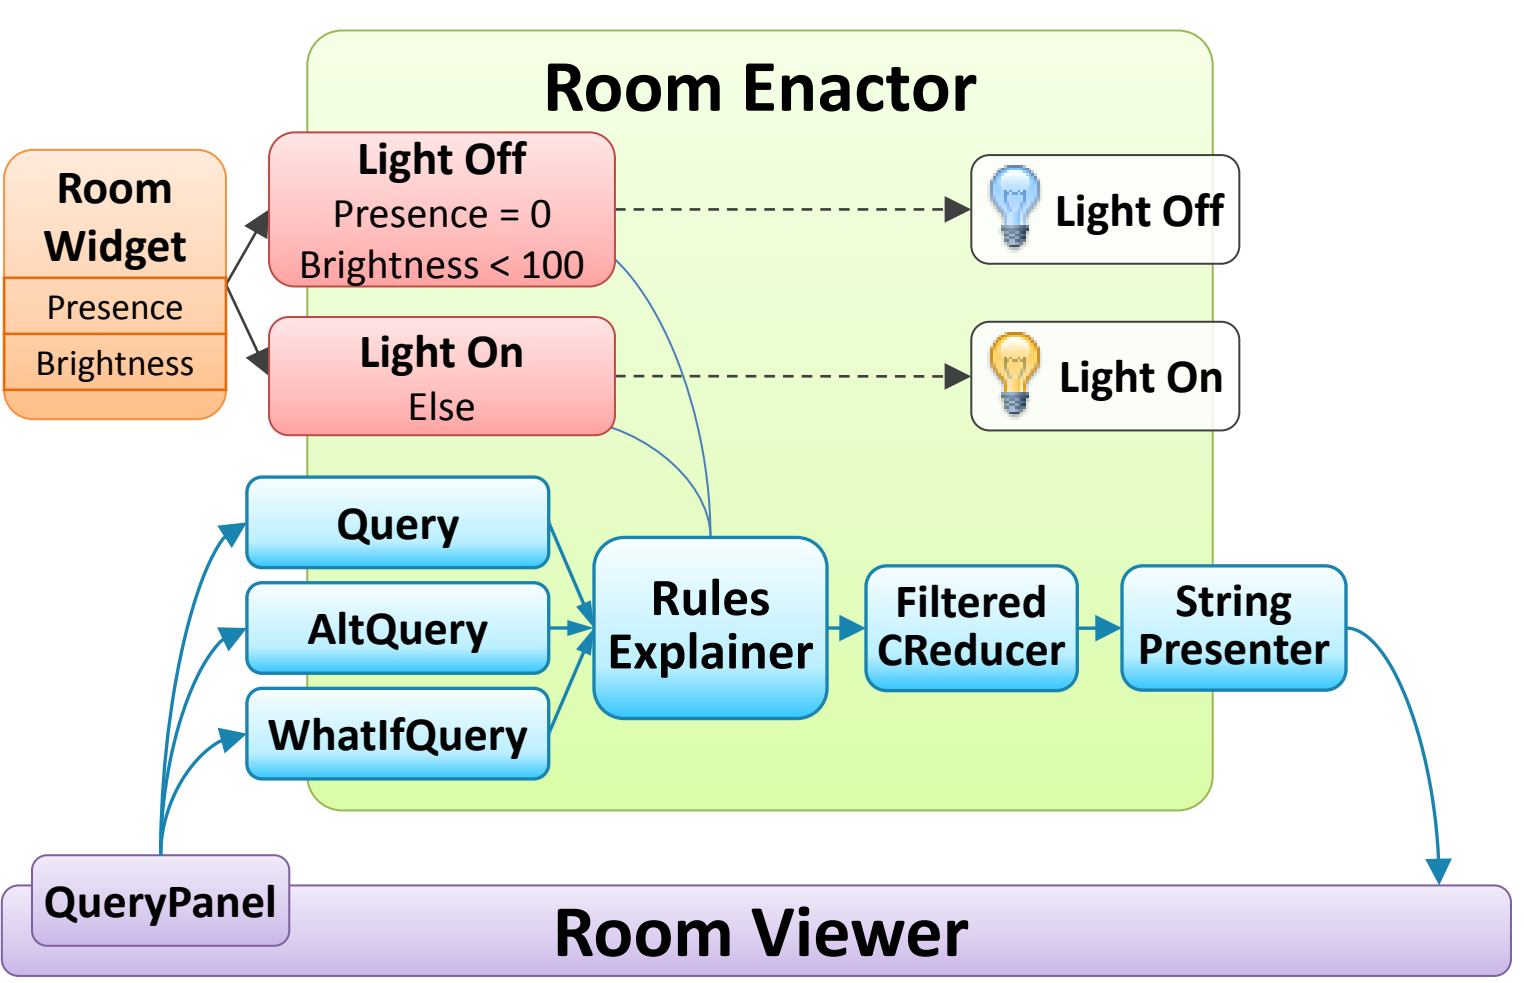 Room Enactor
Room
Widget
Presence
Brightness
Light Off
Presence = 0
Brightness < 100
Light Off
Light On
Else
Light On
Query
AltQuery
WhatIfQuery
Rules
Explainer
Filtered
CReducer
String
Presenter
QueryPanel
Room Viewer